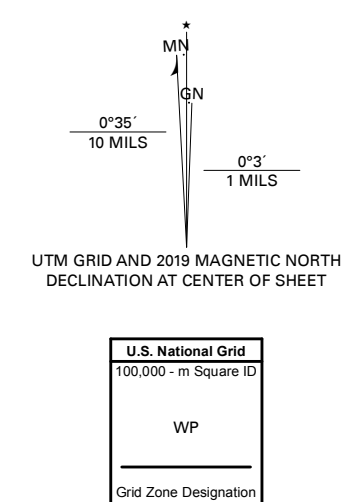 MN
GN
0°35´
10 MILS
0°3´
1 MILS
UTM GRID AND 2019 MAGNETIC NORTH
DECLINATION AT CENTER OF SHEET
U.S. National Grid
100,000 - m Square ID
WP
Grid Zone Designation